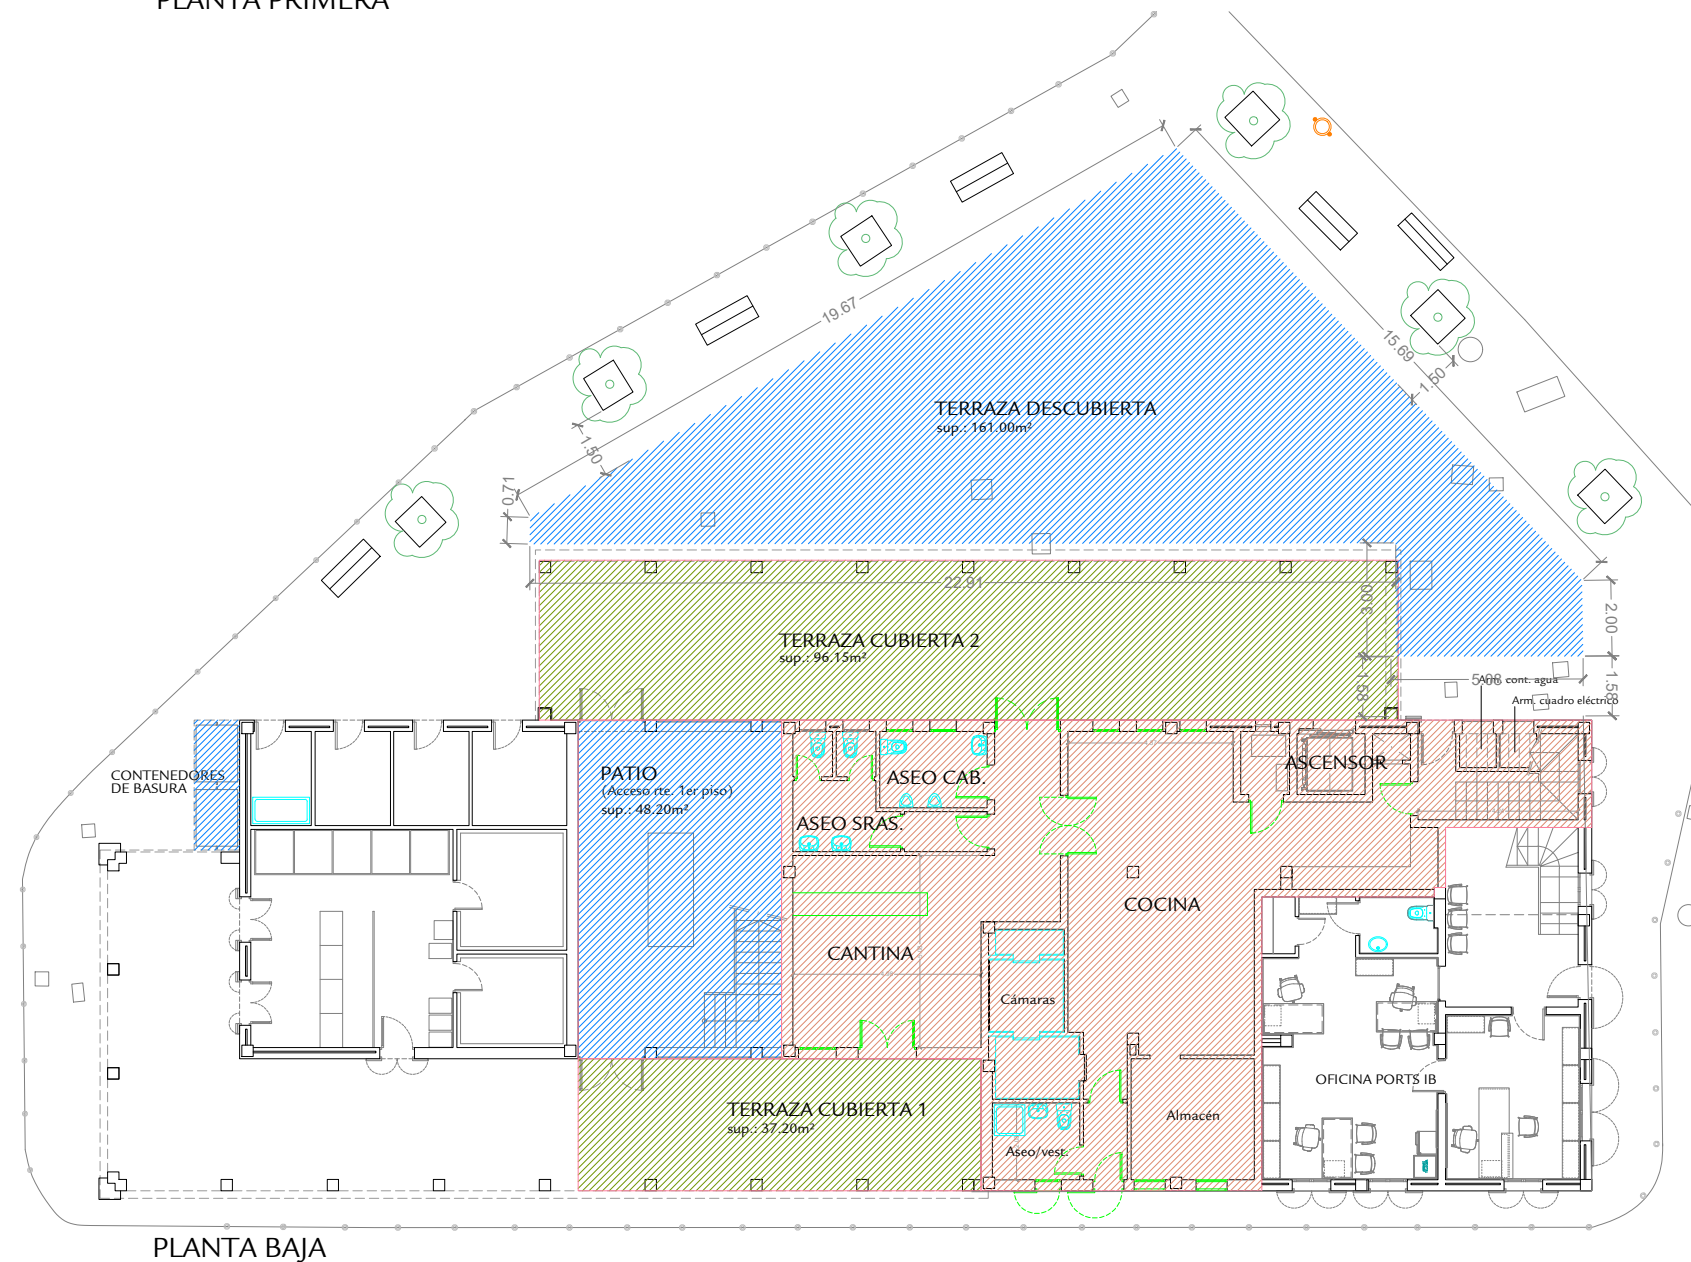 PLANTA PRIMERA
19.67
15.69
1.50
TERRAZA DESCUBIERTA
sup.: 161.00m²
1.50
0.71
22.91
3.00
2.00
TERRAZA CUBIERTA 2
sup.: 96.15m²
1.58
Arm. cont. agua
1.58
Arm. cuadro eléctrico
CONTENEDORES
DE BASURA
PATIO
(Acceso rte. 1er piso)
sup.: 48.20m²
ASEO CAB.
ASCENSOR
ASEO SRAS.
COCINA
CANTINA
Cámaras
OFICINA PORTS IB
TERRAZA CUBIERTA 1
sup.: 37.20m²
Almacén
Aseo/vest.
PLANTA BAJA